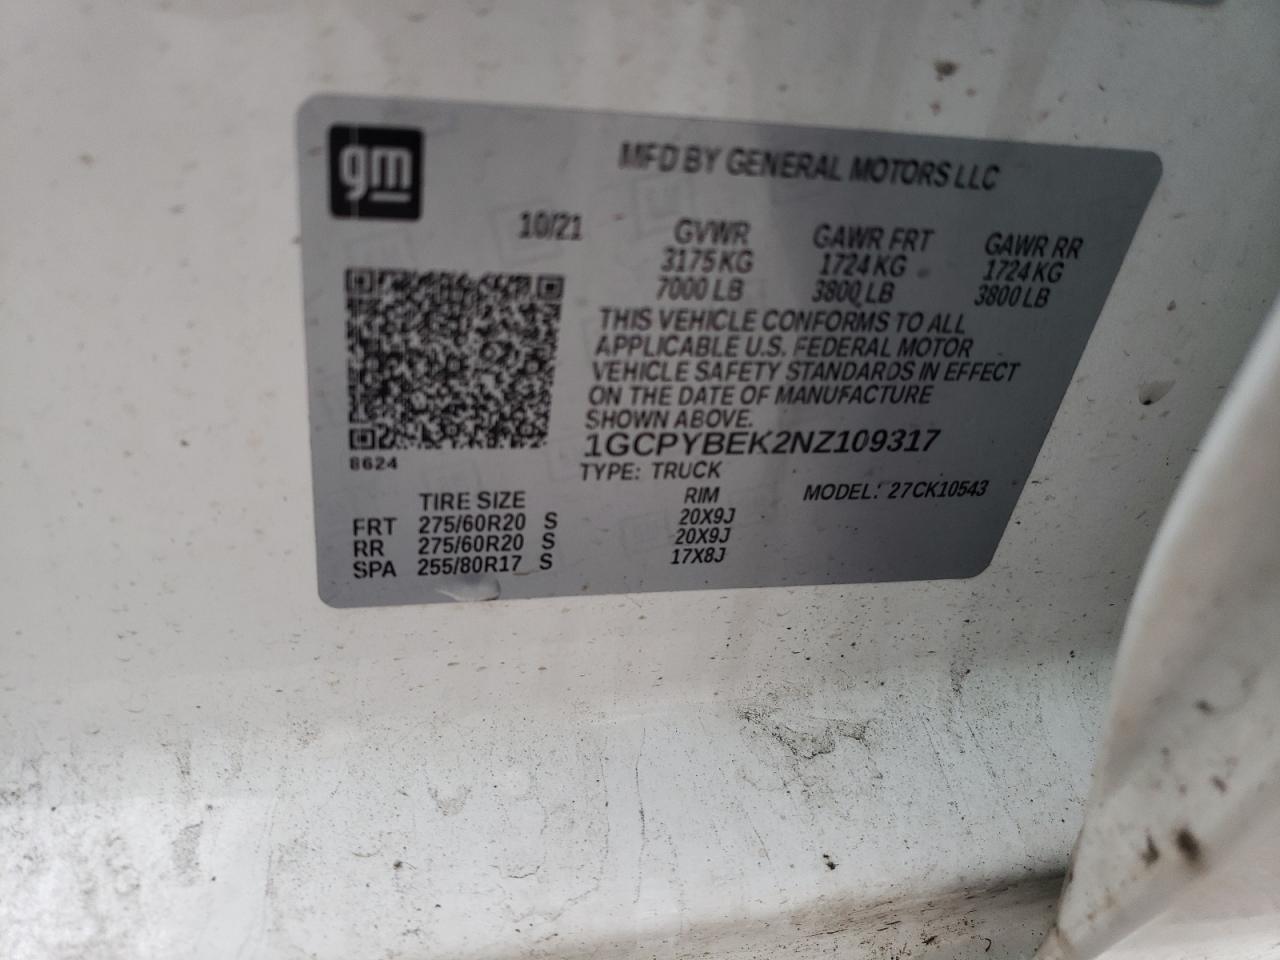 gm
MFD BY GENERAL MOTORS LLC
10/21 GVWR GAWR FRT GAWR RR
3175 KG 1724 KG 1724 KG
7000 LB 3800 LB 3800 LB
THIS VEHICLE CONFORMS TO ALL
APPLICABLE U.S. FEDERAL MOTOR
VEHICLE SAFETY STANDARDS IN EFFECT
ON THE DATE OF MANUFACTURE
SHOWN ABOVE.
1GCPYBEK2NZ109317
8624
TYPE: TRUCK
MODEL: 27CK10543
TIRE SIZE RIM
FRT 275/60R20 S 20X9J
RR 275/60R20 S 20X9J
SPA 255/80R17 S 17X8J